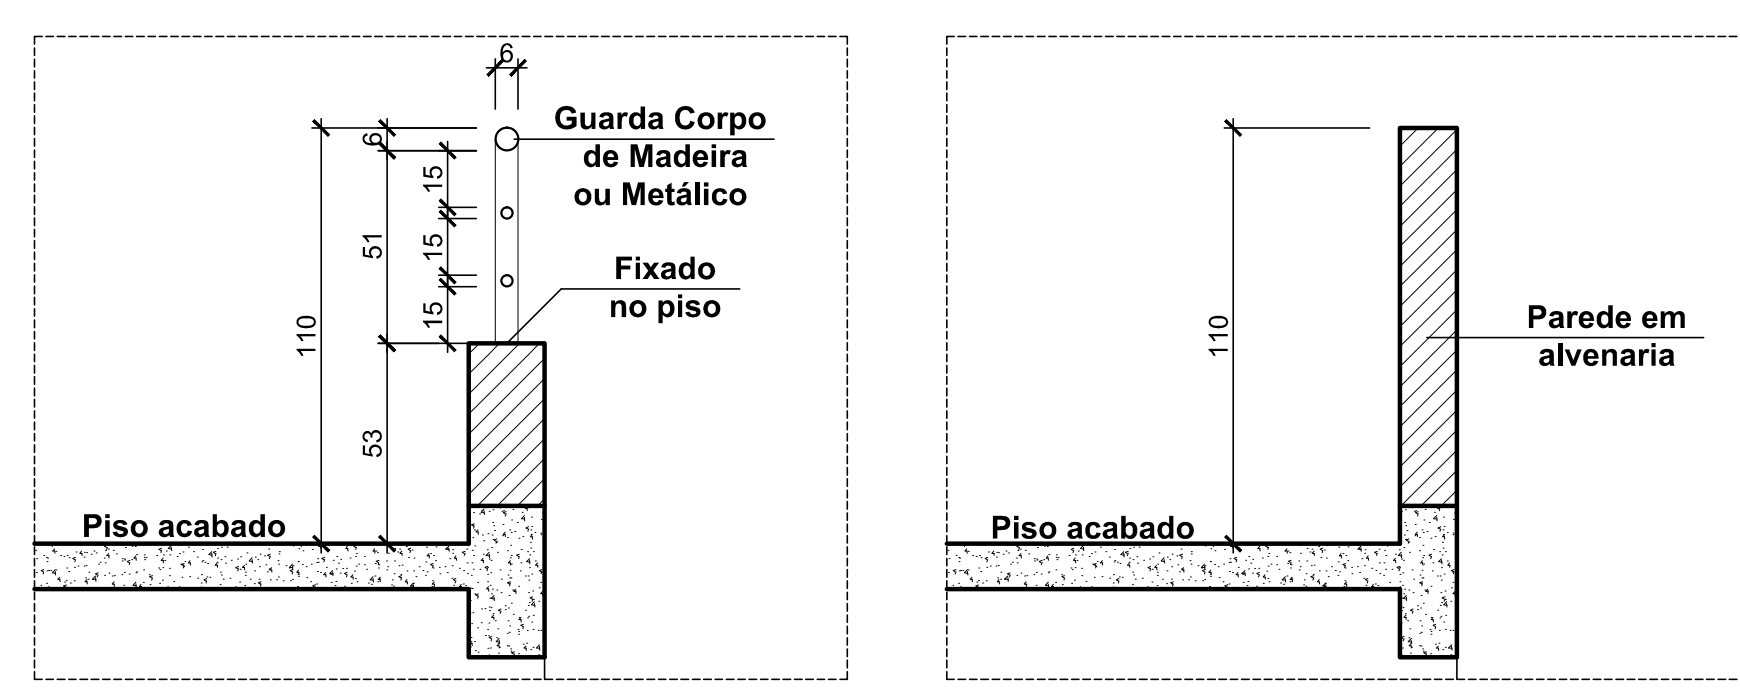 6
Guarda Corpo
de Madeira
ou Metálico
6
15
51
15
Fixado
no piso
15
110
53
Piso acabado
110
Parede em
alvenaria
Piso acabado